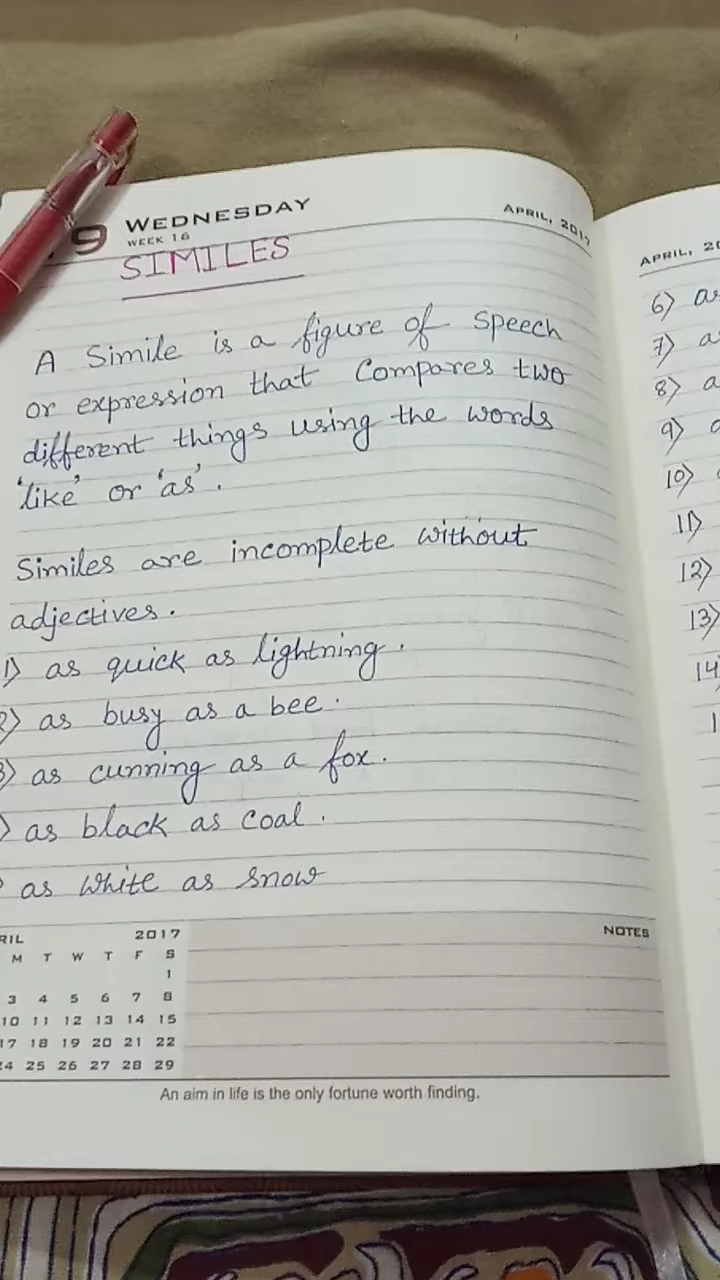 9 WEDNESDAY
WEEK 16
APRIL, 2017
SIMILES
A Simile is a figure of Speech
or expression that Compares two
different things using the words
'like' or 'as'.
Similes are incomplete without
adjectives.
1) as quick as lightning.
2) as busy as a bee.
3) as cunning as a fox.
) as black as Coal.
as white as Snow
RIL 2017
M T W T F S
1
3 4 5 6 7 8
10 11 12 13 14 15
17 18 19 20 21 22
24 25 26 27 28 29
NOTES
An aim in life is the only fortune worth finding.
APRIL, 20
6) as
7) a
8) a
9)
10)
11)
12)
13)
14
1